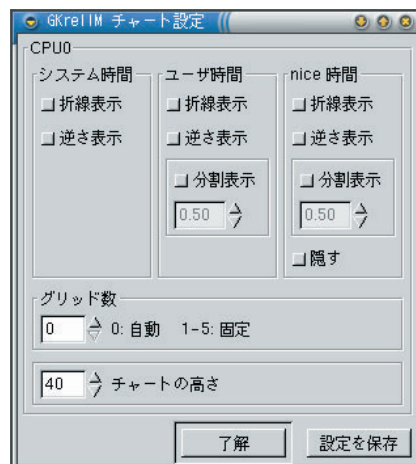 GKrellM チャート設定
CPU0
システム時間 ユーザ時間 nice 時間
折線表示 折線表示 折線表示
逆さ表示 逆さ表示 逆さ表示
分割表示 分割表示
0.50 0.50
隠す
グリッド数
0 0: 自動 1-5: 固定
40 チャートの高さ
了解 設定を保存